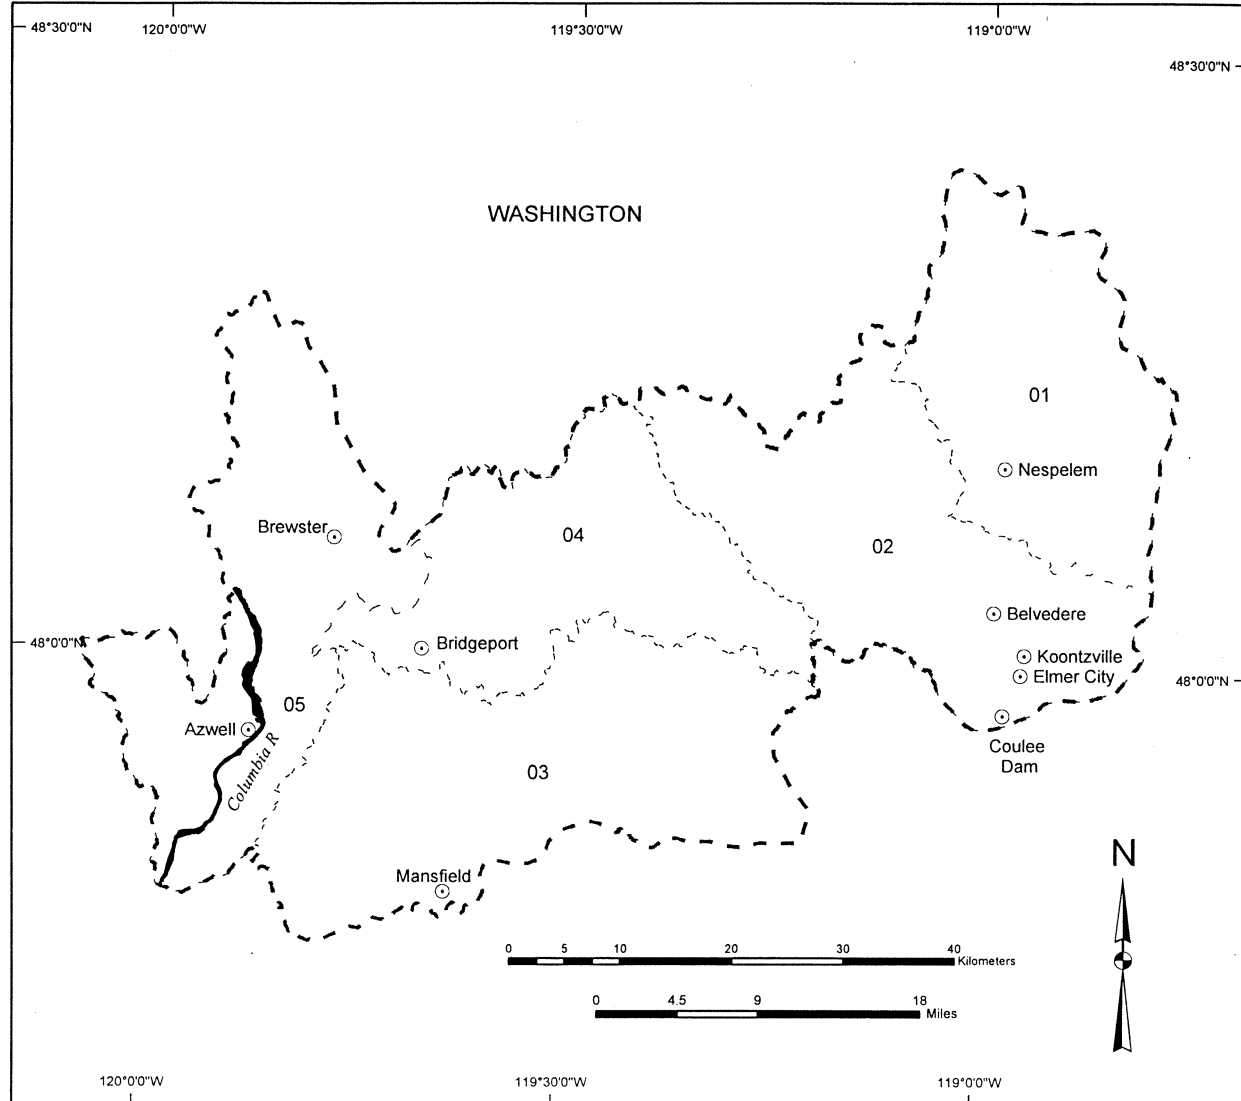 48°30'0"N
120°0'0"W
119°30'0"W
119°0'0"W
48°30'0"N
WASHINGTON
01
Nespelem
Brewster
04
02
Belvedere
48°0'0"N
Bridgeport
Koontzville
Elmer City
48°0'0"N
05
Azwell
Columbia R
Coulee
Dam
03
Mansfield
N
0 5 10 20 30 40
Kilometers
0 4.5 9 18
Miles
120°0'0"W
119°30'0"W
119°0'0"W